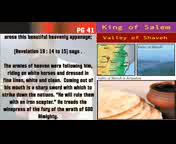 PG 41
arose this beautiful heavenly appenage;
(Revelation 19 : 14 to 15) says .
The armies of heaven were following him,
riding on white horses and dressed in
fine linen, white and clean. Coming out of
his mouth is a sharp sword with which to
strike down the nations. "He will rule them
with an iron scepter." He treads the
winepress of the fury of the wrath of GOD
Almighty.
King of Salem
Valley of Shaveh